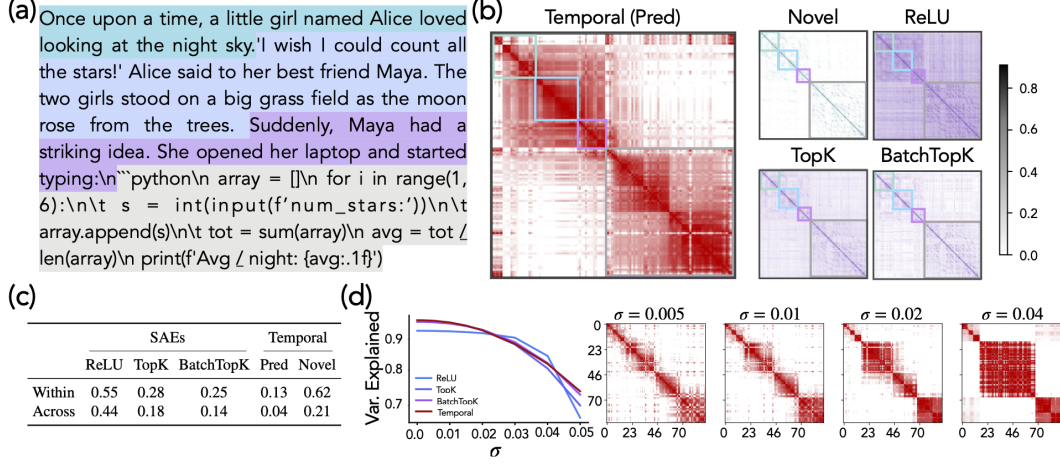 (a)
Once upon a time, a little girl named Alice loved
looking at the night sky.'I wish I could count all
the stars!' Alice said to her best friend Maya. The
two girls stood on a big grass field as the moon
rose from the trees. Suddenly, Maya had a
striking idea. She opened her laptop and started
typing:\n```python\n array = []\n for i in range(1,
6):\n\t s = int(input(f'num_stars:'))\n\t
array.append(s)\n\t tot = sum(array)\n avg = tot /
len(array)\n print(f'Avg / night: {avg:.1f}')
(b)
Temporal (Pred)
Novel
ReLU
TopK
BatchTopK
0.8
0.6
0.4
0.2
0.0
(c)
SAEs Temporal
ReLU TopK BatchTopK Pred Novel
Within 0.55 0.28 0.25 0.13 0.62
Across 0.44 0.18 0.14 0.04 0.21
(d)
Var. Explained
0.9
0.8
0.7
ReLU
TopK
BatchTopK
Temporal
0.0 0.01 0.02 0.03 0.04 0.05
σ
σ = 0.005
σ = 0.01
σ = 0.02
σ = 0.04
0
23
46
70
0 23 46 70
0 23 46 70
0 23 46 70
0 23 46 70